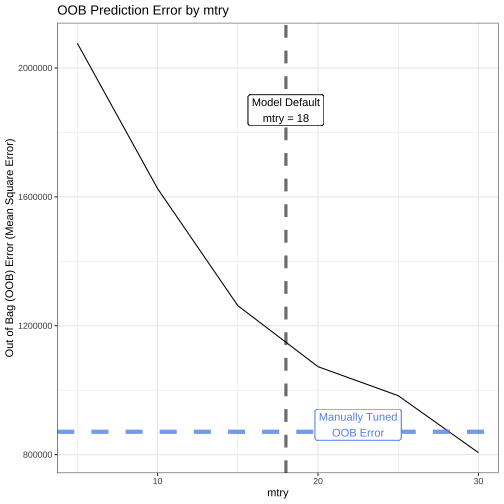 OOB Prediction Error by mtry
Out of Bag (OOB) Error (Mean Square Error)
2000000
1600000
1200000
800000
Model Default
mtry = 18
Manually Tuned
OOB Error
10
20
30
mtry